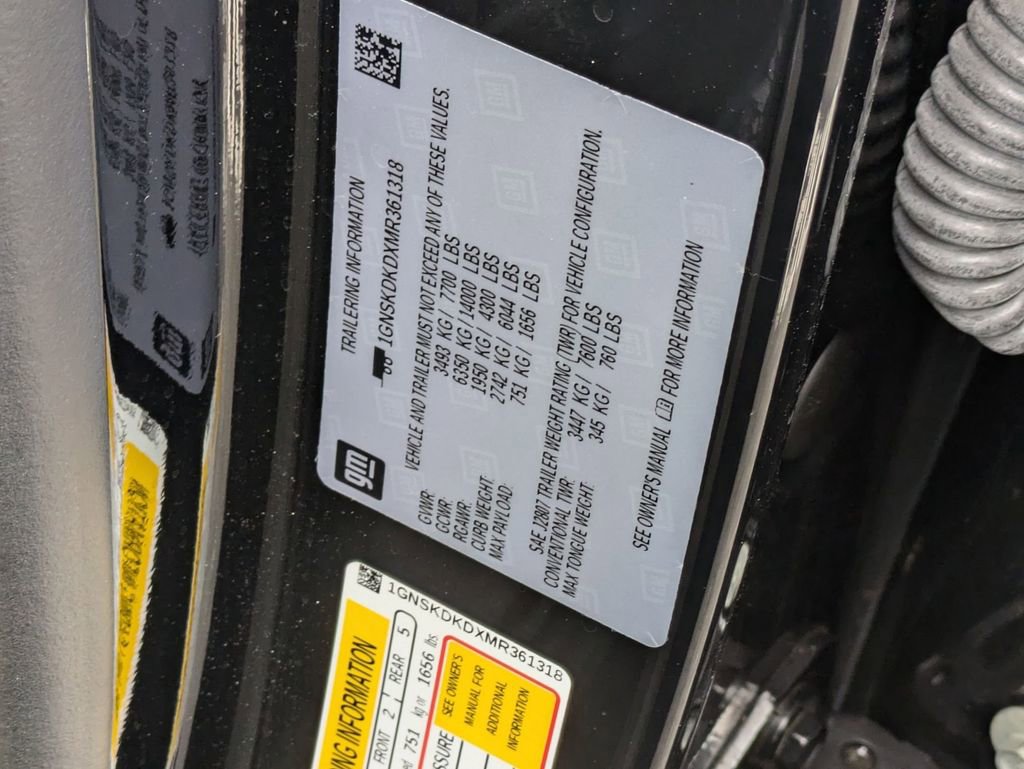 gm
TRAILERING INFORMATION
1GNSKDKDXMR361318
VEHICLE AND TRAILER MUST NOT EXCEED ANY OF THESE VALUES.
GVWR: 3493 KG / 7700 LBS
GCWR: 6350 KG / 14000 LBS
RGAWR: 1950 KG / 4300 LBS
CURB WEIGHT: 2742 KG / 6044 LBS
MAX PAYLOAD: 751 KG / 1656 LBS
SAE J2807 TRAILER WEIGHT RATING (TWR) FOR VEHICLE CONFIGURATION.
CONVENTIONAL TWR: 3447 KG / 7600 LBS
MAX TONGUE WEIGHT: 345 KG / 760 LBS
SEE OWNER'S MANUAL FOR MORE INFORMATION
1GNSKDKDXMR361318
ING INFORMATION
FRONT 2 REAR 5
751 kg or 1656 lbs
SSURE
SEE OWNER'S
MANUAL FOR
ADDITIONAL
INFORMATION